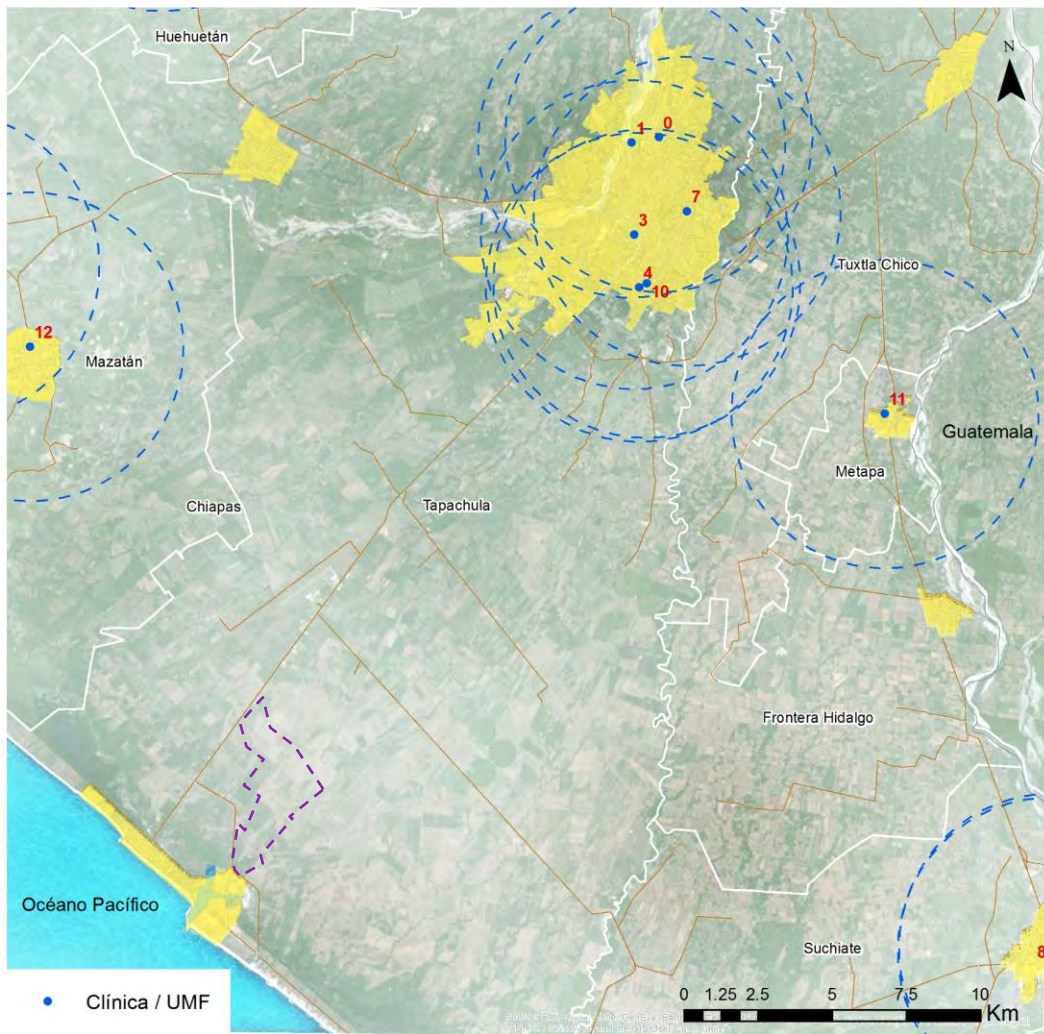 Huehuetán
N
1
0
7
3
4
10
Tuxtla Chico
12
Mazatán
11
Guatemala
Metapa
Chiapas
Tapachula
Frontera Hidalgo
Océano Pacífico
Suchiate
8
Clínica / UMF
0 1.25 2.5 5 7.5 10
Km